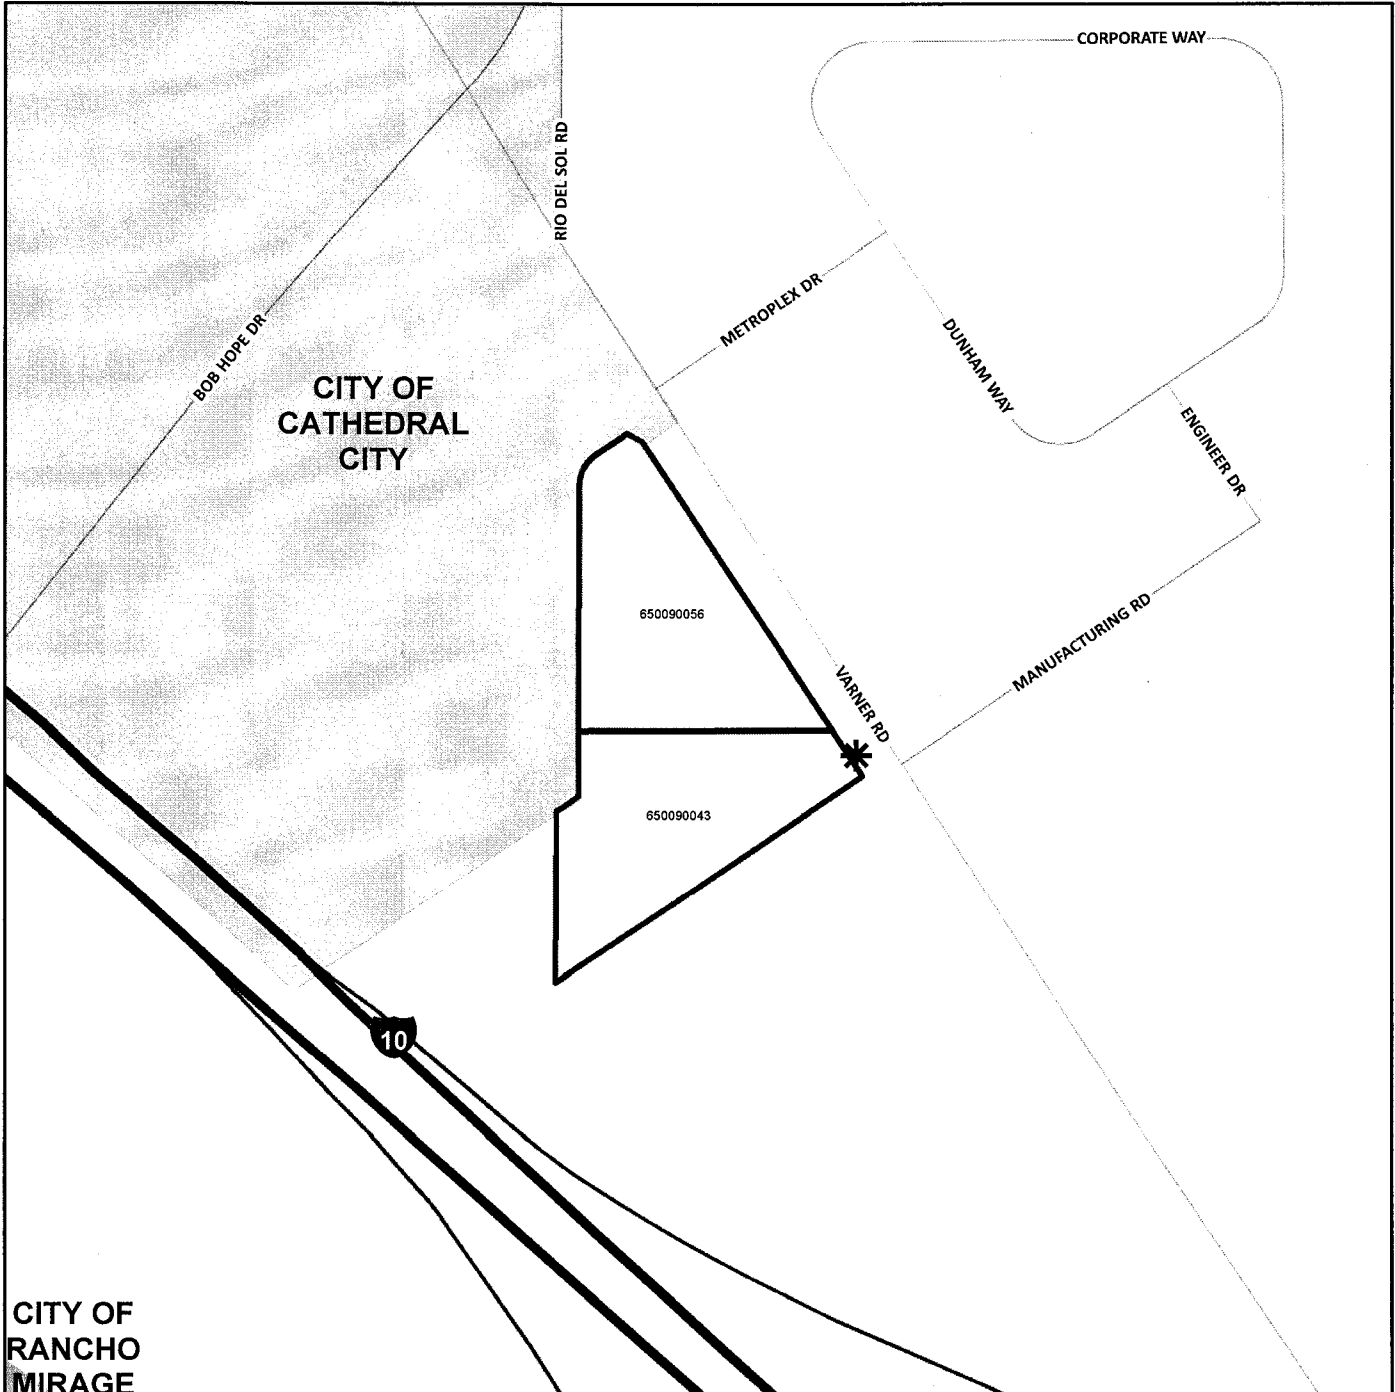 CORPORATE WAY
RIO DEL SOL RD
METROPLEX DR
BOB HOPE DR
DUNHAM WAY
CITY OF
CATHEDRAL
CITY
ENGINEER DR
650090056
MANUFACTURING RD
VARNER RD
650090043
10
CITY OF
RANCHO
MIRAGE